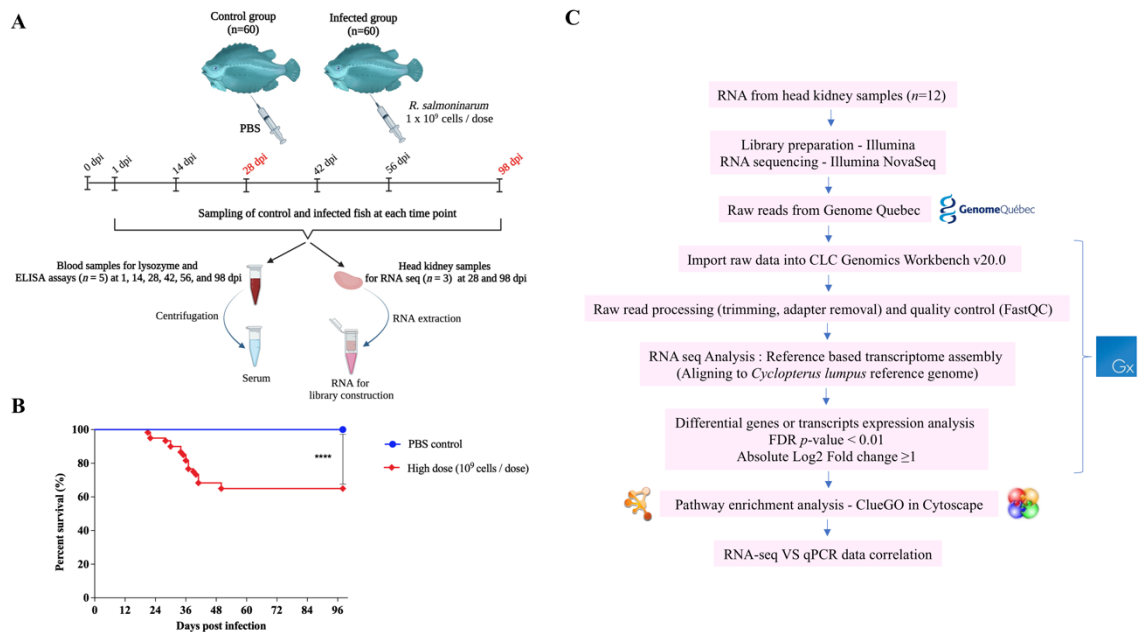 A
Control group
(n=60)
Infected group
(n=60)
PBS
R. salmoninarum
1 x 10⁹ cells / dose
0 dpi
1 dpi
14 dpi
28 dpi
42 dpi
56 dpi
98 dpi
Sampling of control and infected fish at each time point
Blood samples for lysozyme and
ELISA assays (n = 5) at 1, 14, 28, 42, 56, and 98 dpi
Head kidney samples
for RNA seq (n = 3) at 28 and 98 dpi
Centrifugation
RNA extraction
Serum
RNA for
library construction
B
Percent survival (%)
100
80
60
40
20
0
0 12 24 36 48 60 72 84 96
Days post infection
****
PBS control
High dose (10⁹ cells / dose)
C
RNA from head kidney samples (n=12)
Library preparation - Illumina
RNA sequencing - Illumina NovaSeq
Raw reads from Genome Quebec
GenomeQuébec
Import raw data into CLC Genomics Workbench v20.0
Raw read processing (trimming, adapter removal) and quality control (FastQC)
RNA seq Analysis : Reference based transcriptome assembly
(Aligning to Cyclopterus lumpus reference genome)
Gx
Differential genes or transcripts expression analysis
FDR p-value < 0.01
Absolute Log2 Fold change ≥1
Pathway enrichment analysis - ClueGO in Cytoscape
RNA-seq VS qPCR data correlation